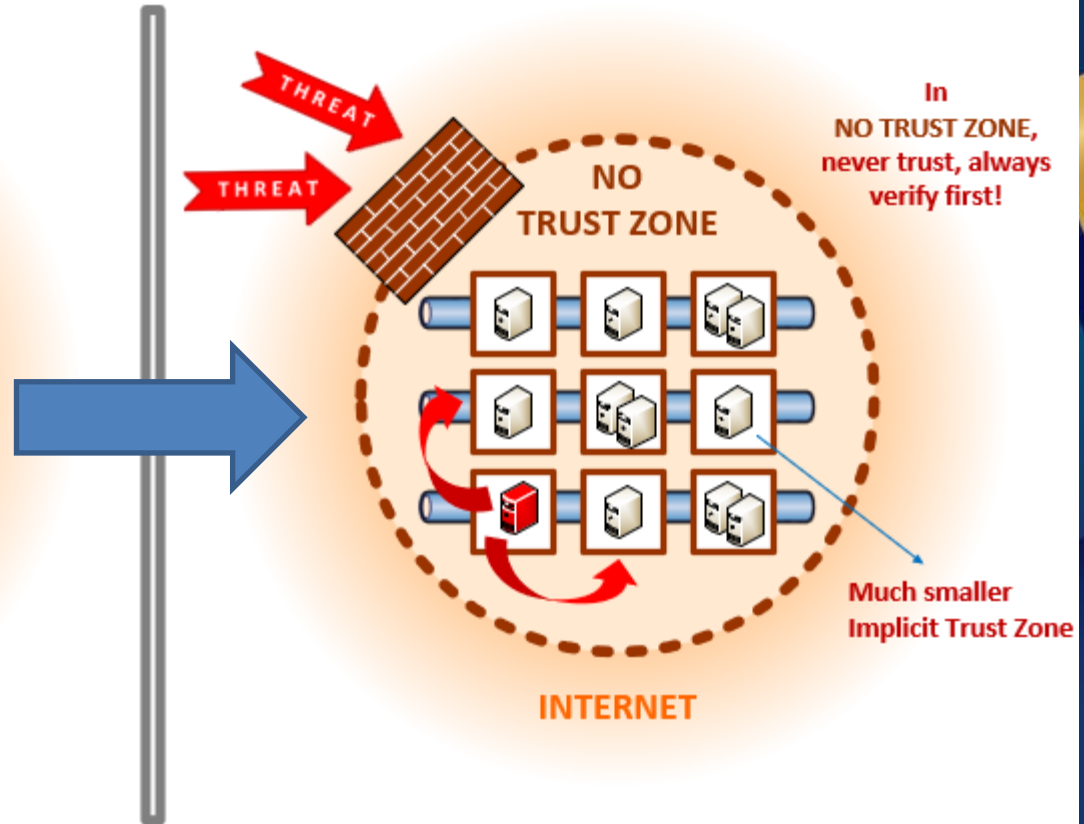 THREAT
THREAT
In
NO TRUST ZONE,
never trust, always
verify first!
NO
TRUST ZONE
Much smaller
Implicit Trust Zone
INTERNET